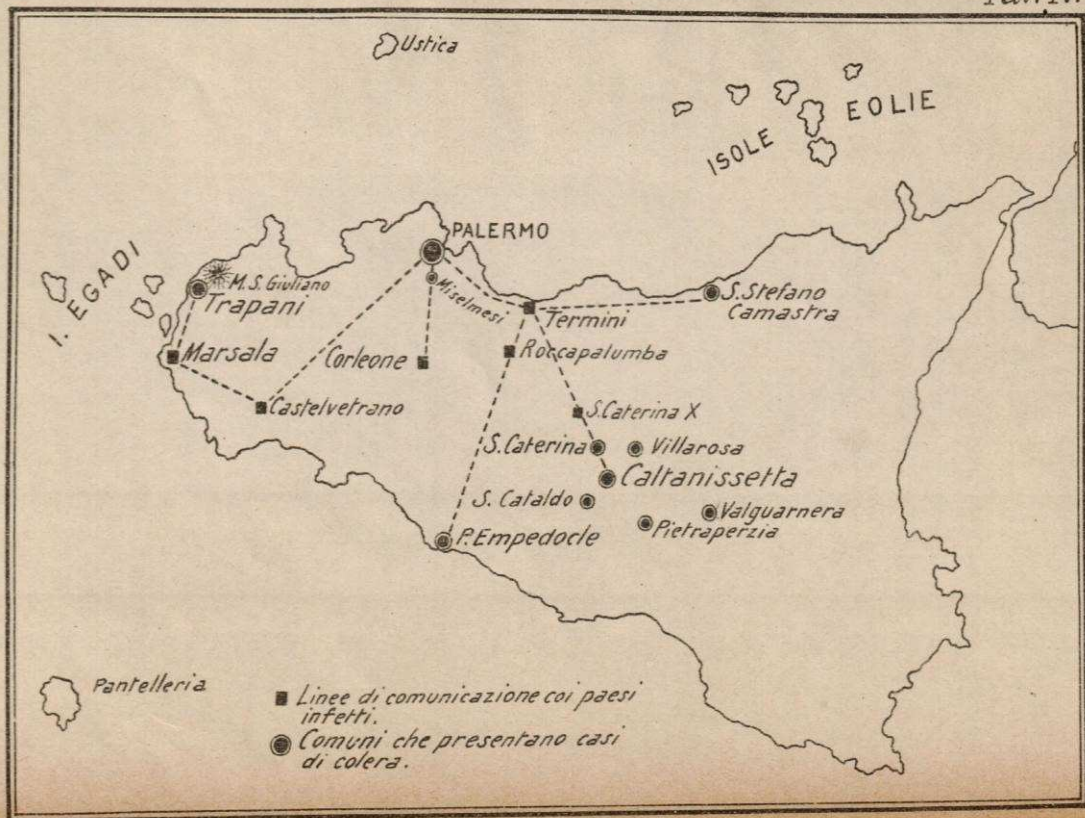 Ustica
ISOLE EOLIE
I. EGADI
PALERMO
M.S. Giuliano
Trapani
Miselmesi
S. Stefano
Camastra
Termini
Marsala
Corleone
Roccapalumba
Castelvetrano
S. Caterina X
S. Caterina
Villarosa
Caltanissetta
S. Cataldo
Valguarnera
Pietraperzia
P. Empedocle
Pantelleria
Linee di comunicazione coi paesi
infetti.
Comuni che presentano casi
di colera.